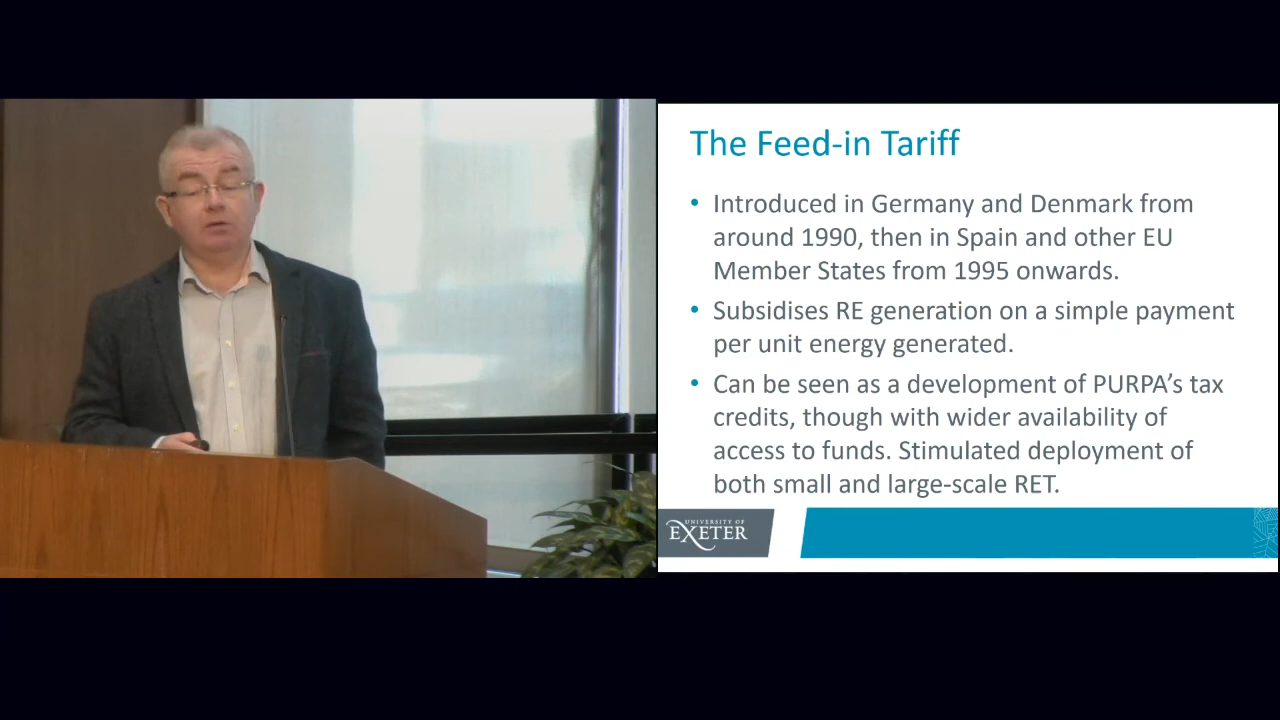 The Feed-in Tariff
• Introduced in Germany and Denmark from
around 1990, then in Spain and other EU
Member States from 1995 onwards.
• Subsidises RE generation on a simple payment
per unit energy generated.
• Can be seen as a development of PURPA's tax
credits, though with wider availability of
access to funds. Stimulated deployment of
both small and large-scale RET.
UNIVERSITY OF
EXETER